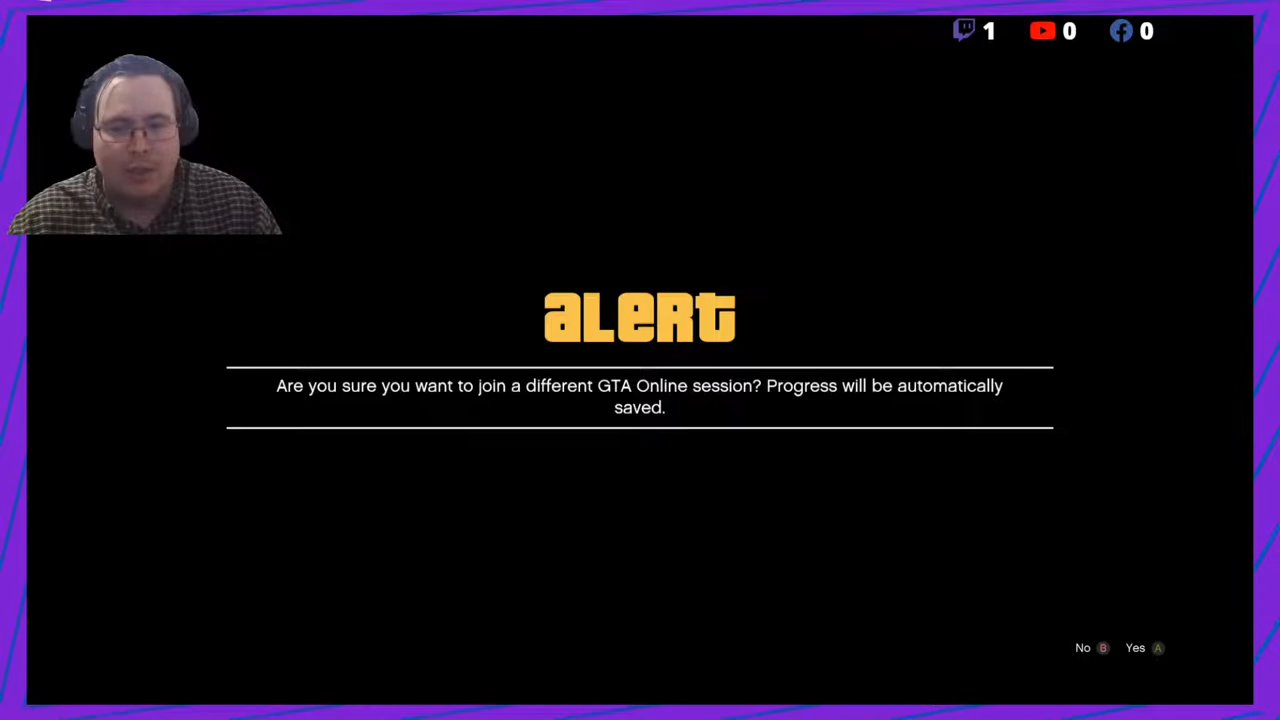 1 0 0
ALERT
Are you sure you want to join a different GTA Online session? Progress will be automatically
saved.
No B Yes A